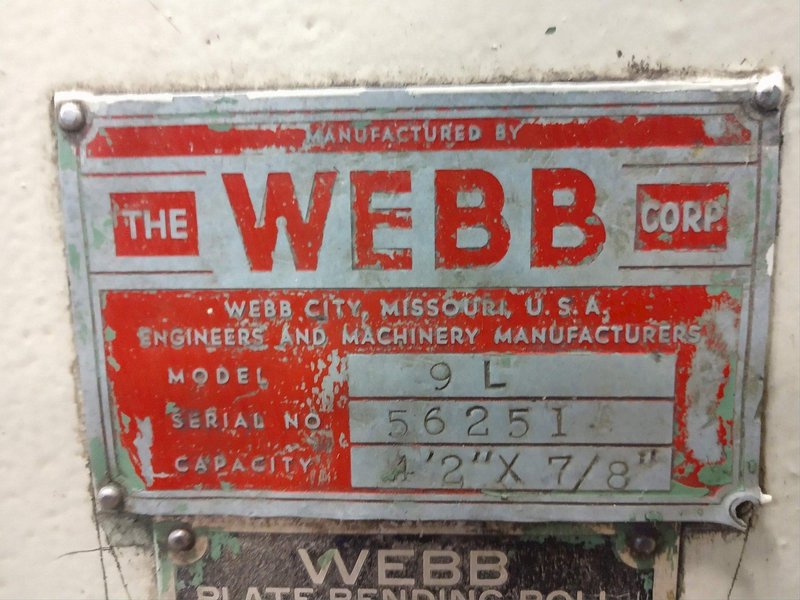 MANUFACTURED BY
THE WEBB CORP.
WEBB CITY, MISSOURI, U.S.A,
ENGINEERS AND MACHINERY MANUFACTURERS
MODEL 9 L
SERIAL NO 56251
CAPACITY 4'2"X 7/8"
WEBB
PLATE BENDING ROLL